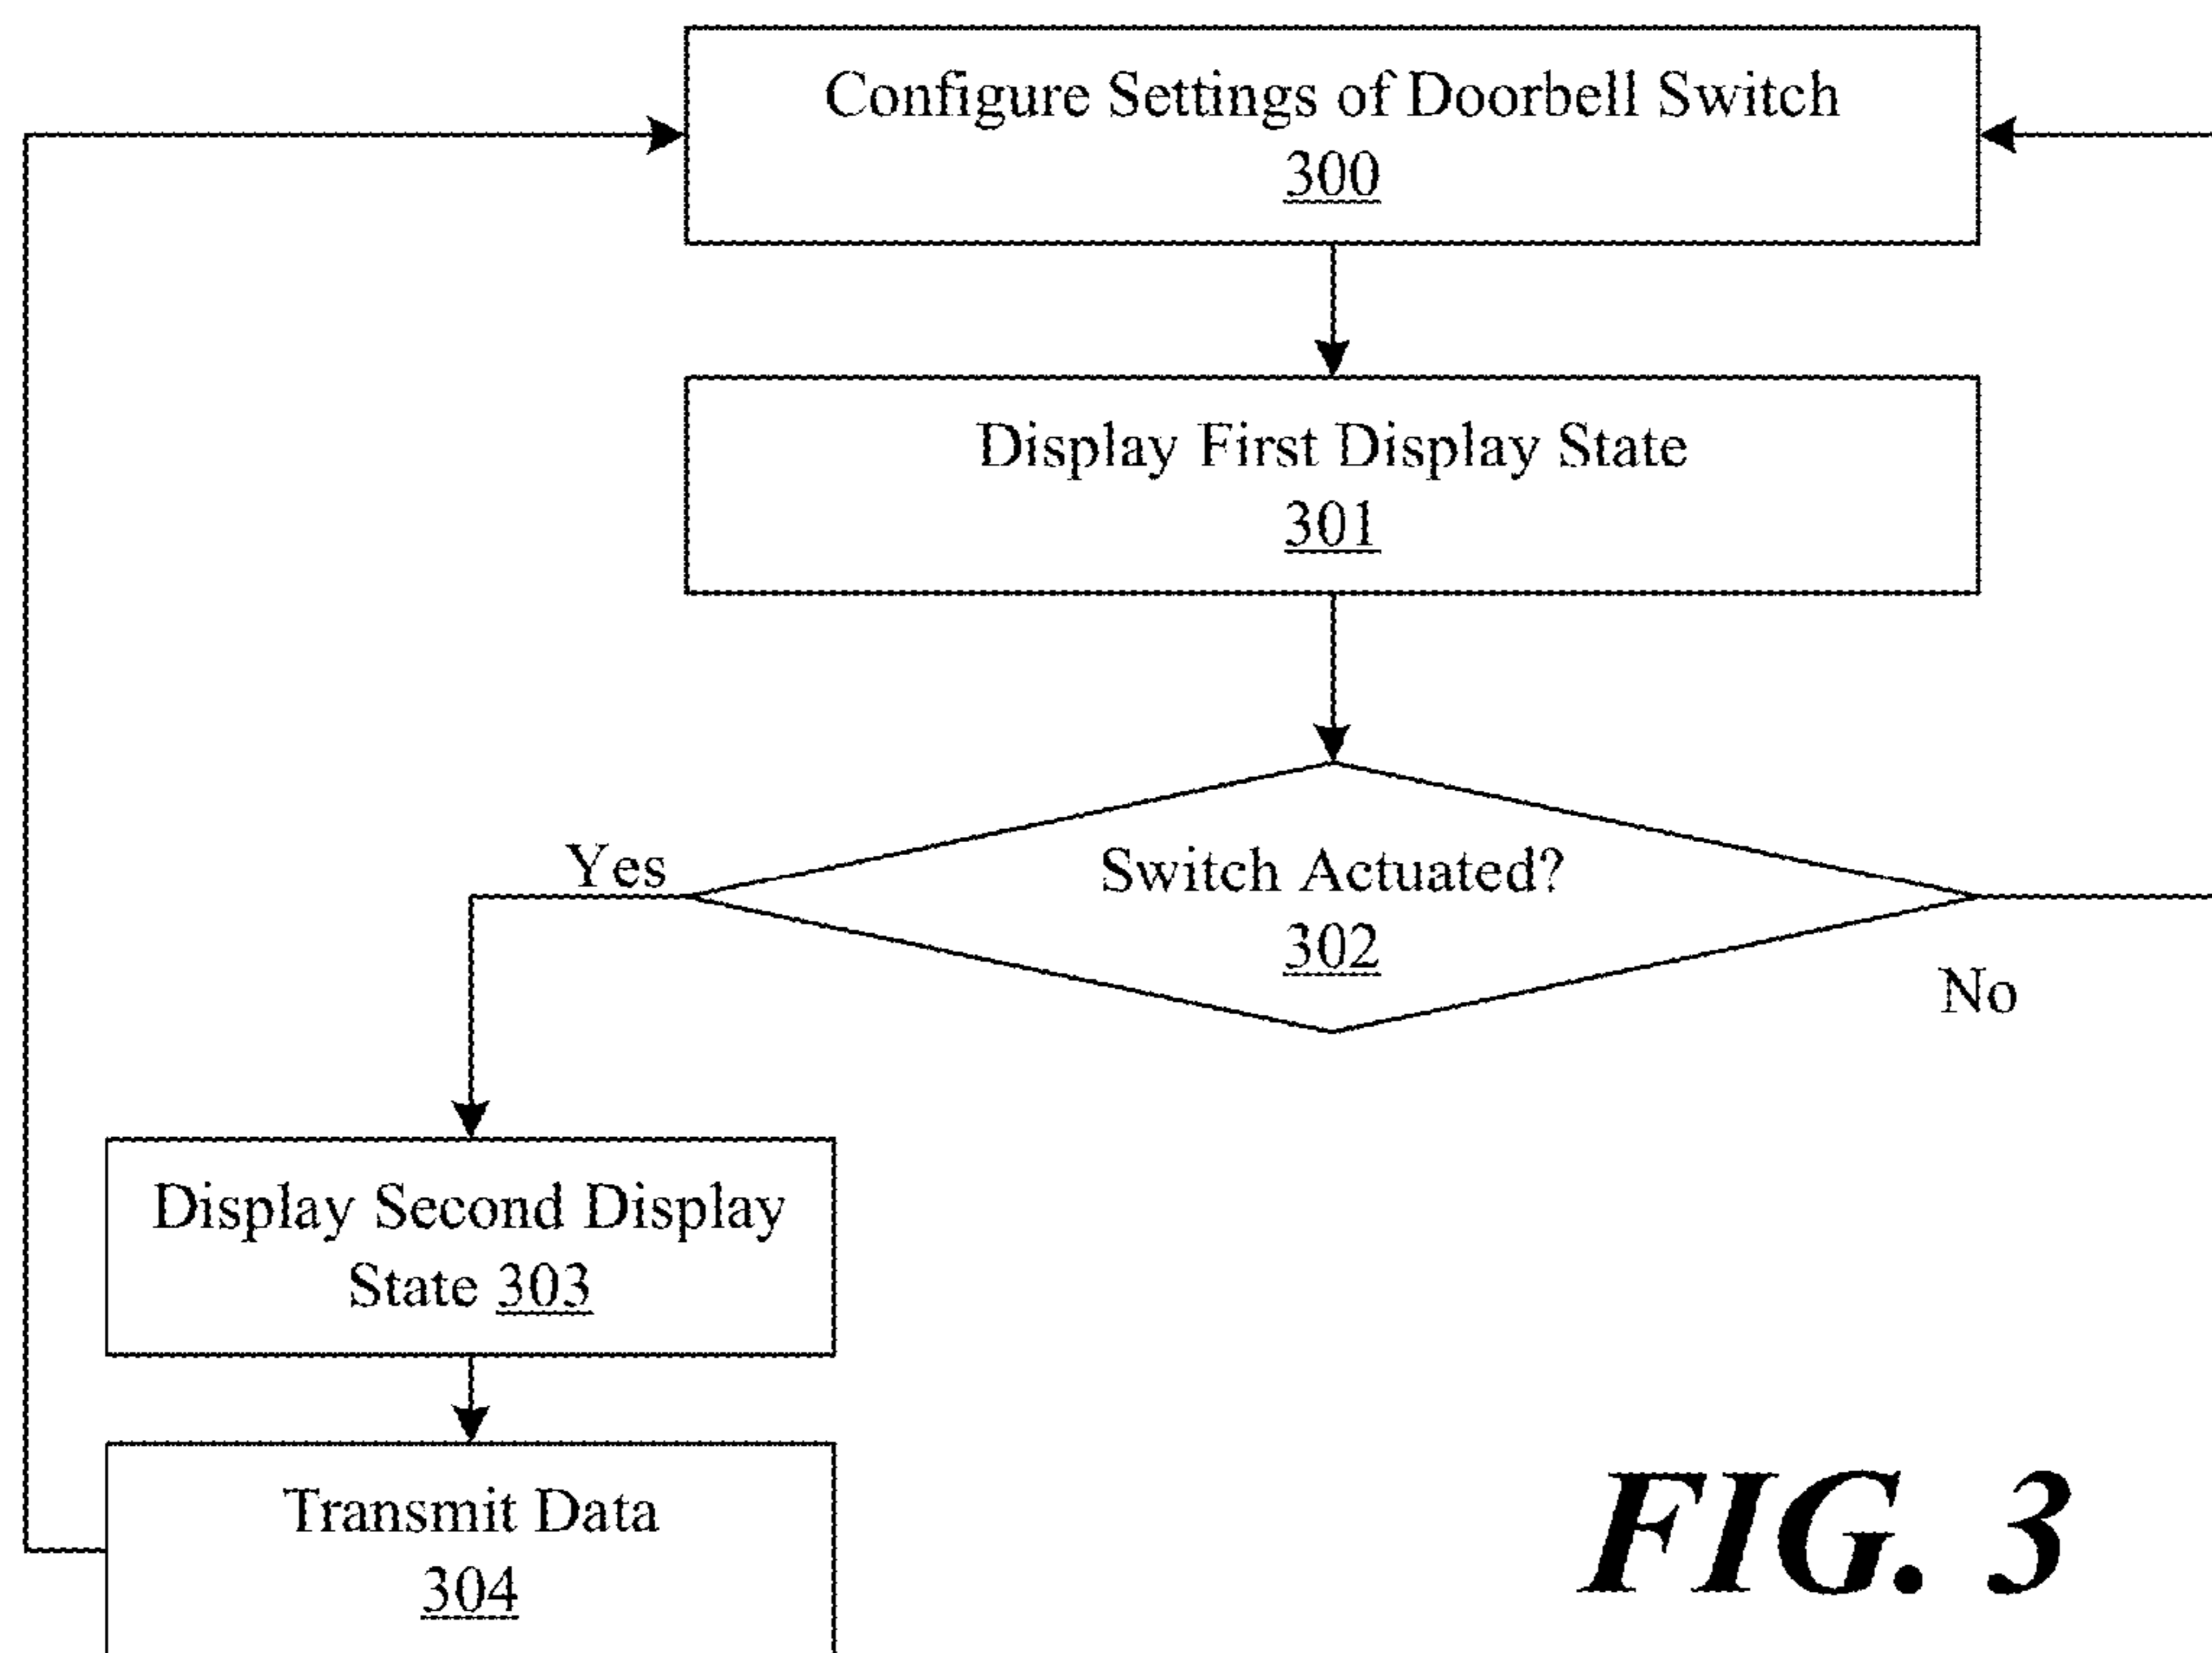 Configure Settings of Doorbell Switch
300
Display First Display State
301
Yes
Switch Actuated?
302
No
Display Second Display
State 303
Transmit Data
304
FIG. 3